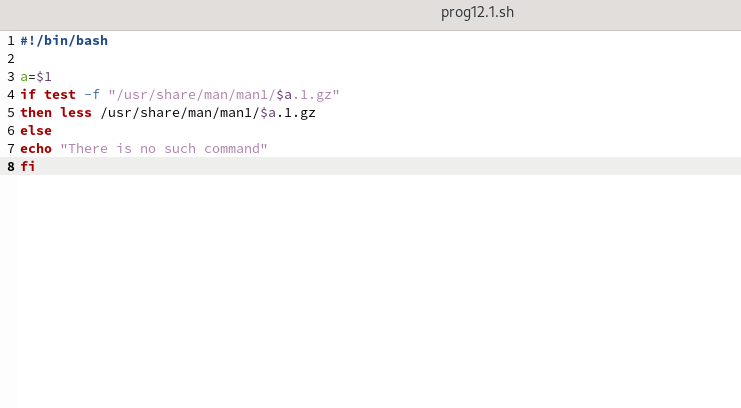 prog12.1.sh
1 #!/bin/bash
2
3 a=$1
4 if test -f "/usr/share/man/man1/$a.1.gz"
5 then less /usr/share/man/man1/$a.1.gz
6 else
7 echo "There is no such command"
8 fi